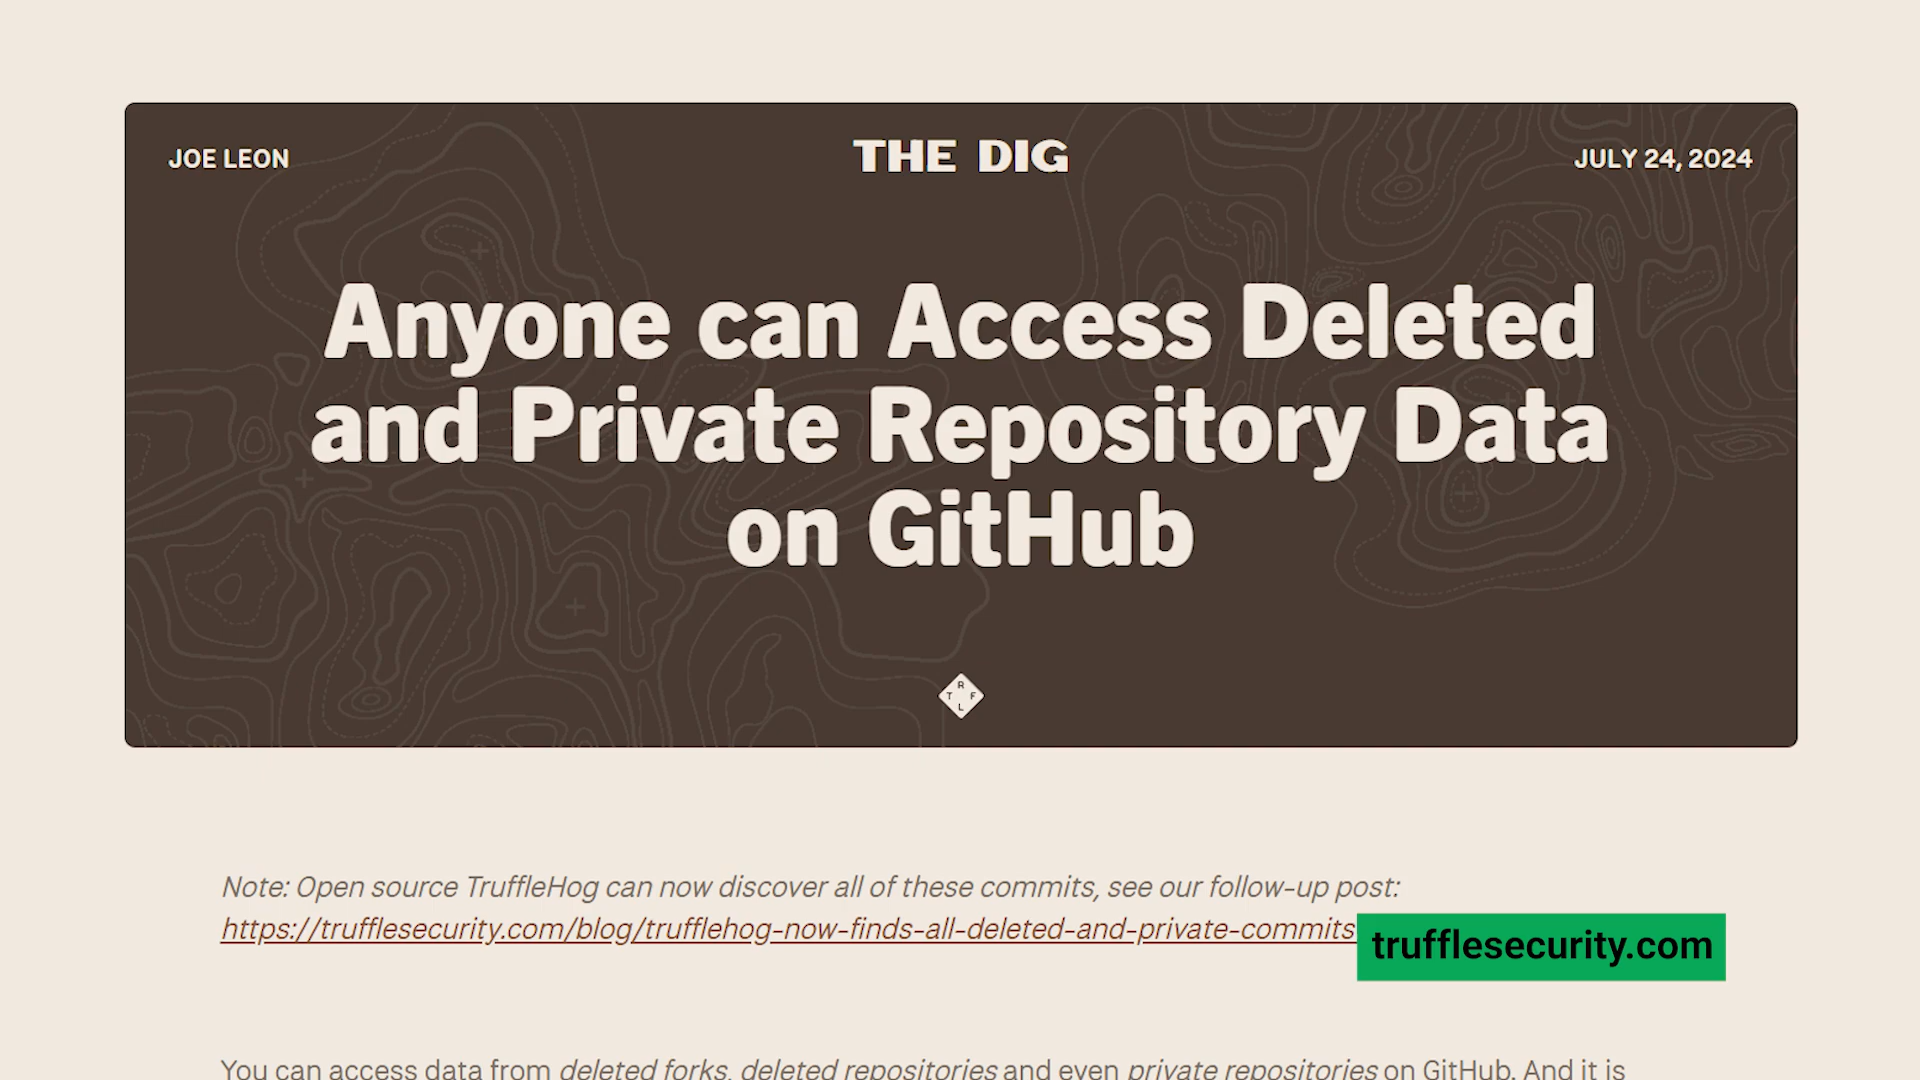 JOE LEON
THE DIG
JULY 24, 2024
Anyone can Access Deleted
and Private Repository Data
on GitHub
R
T F
L
Note: Open source TruffleHog can now discover all of these commits, see our follow-up post:
https://trufflesecurity.com/blog/trufflehog-now-finds-all-deleted-and-private-commits
trufflesecurity.com
You can access data from deleted forks, deleted repositories and even private repositories on GitHub. And it is